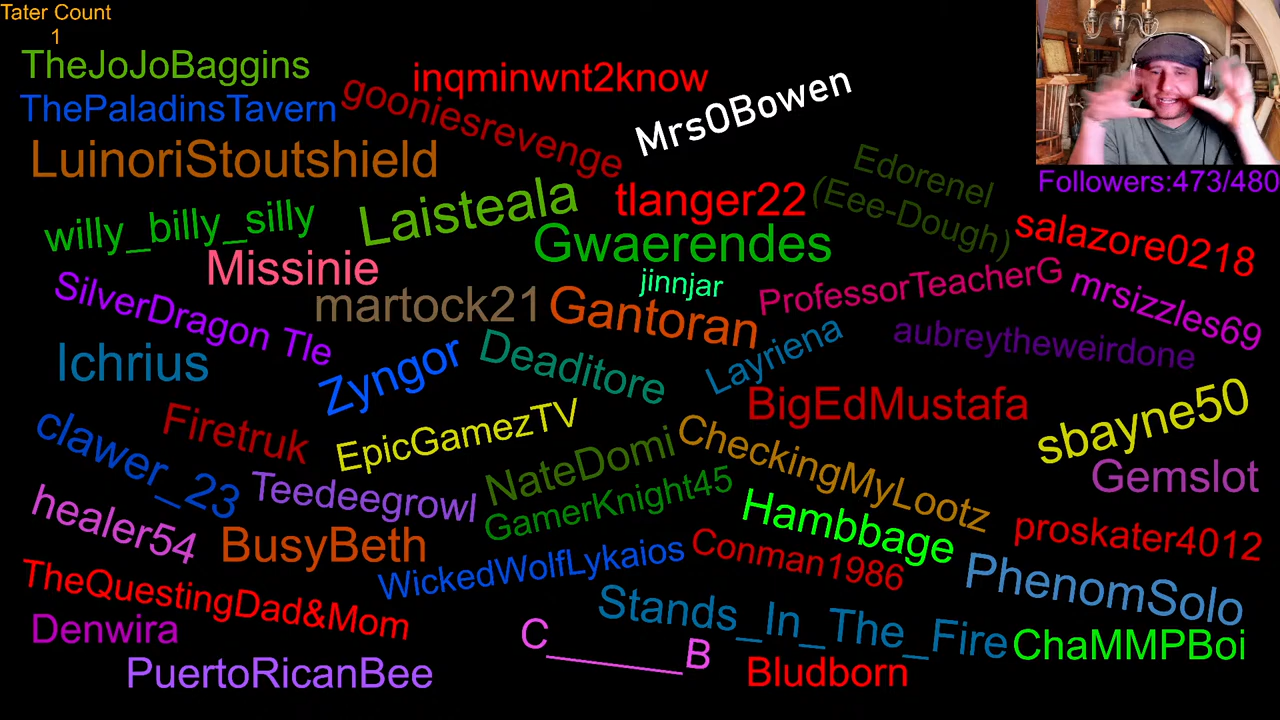 Tater Count
1
TheJoJoBaggins
inqminwnt2know
gooniesrevenge
MrsOBowen
ThePaladinsTavern
LuinoriStoutshield
Edorenel
(Eee-Dough)
Followers:473/480
Laisteala
tlanger22
willy_billy_silly
Gwaerendes
salazore0218
Missinie
jinnjar
ProfessorTeacherG
mrsizzles69
SilverDragon Tle
martock21
Gantoran
aubreytheweirdone
Ichrius
Zyngor
Deaditore
Layriena
BigEdMustafa
sbayne50
clawer_23
Firetruk
EpicGamezTV
NateDomi
CheckingMyLootz
Gemslot
Teedeegrowl
GamerKnight45
Hambbage
proskater4012
healer54
BusyBeth
WickedWolfLykaios
Conman1986
PhenomSolo
TheQuestingDad&Mom
Stands_In_The_Fire
Denwira
C_______B
ChaMMPBoi
PuertoRicanBee
Bludborn